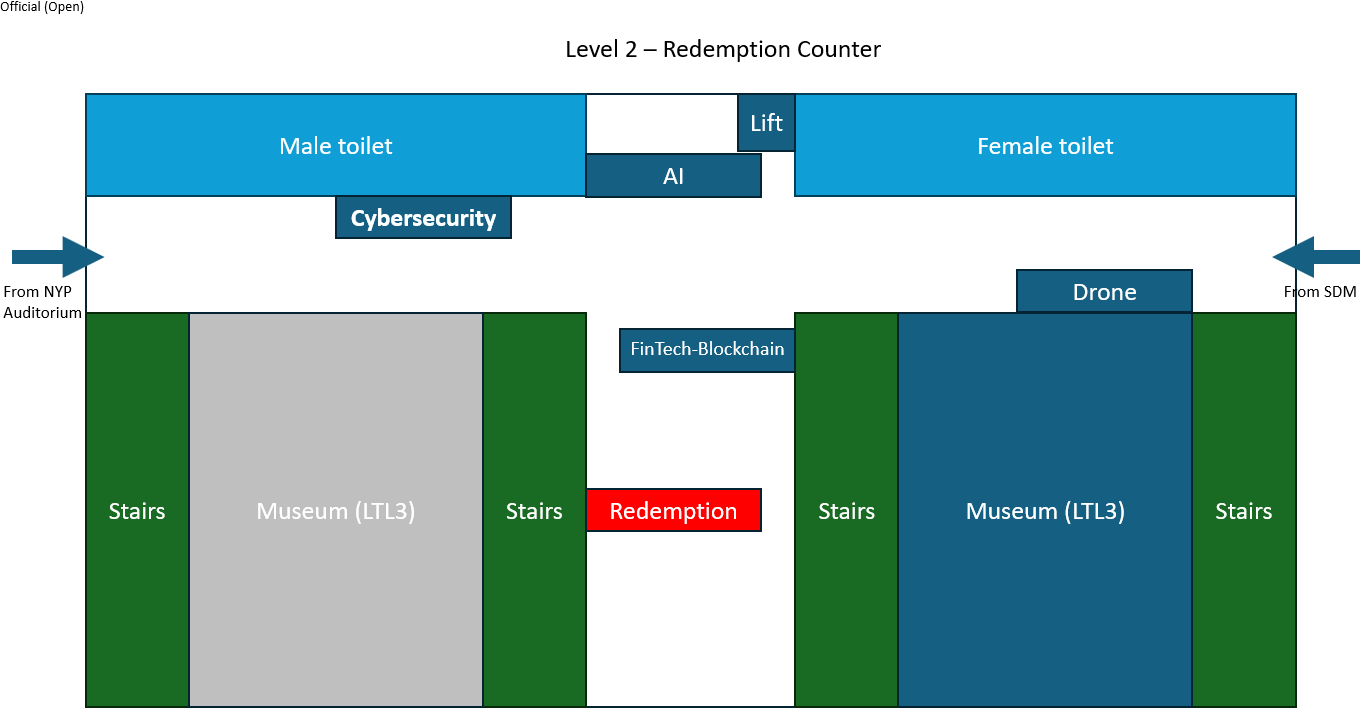 Official (Open)
Level 2 – Redemption Counter
Male toilet
Lift
Female toilet
AI
Cybersecurity
From NYP
Auditorium
Drone
From SDM
FinTech-Blockchain
Stairs
Museum (LTL3)
Stairs
Redemption
Stairs
Museum (LTL3)
Stairs